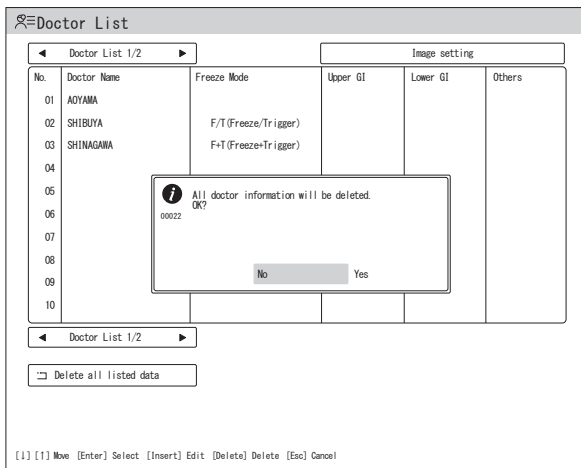 Doctor List
◀ Doctor List 1/2 ▶ Image setting
No. Doctor Name Freeze Mode Upper GI Lower GI Others
01 AOYAMA
02 SHIBUYA F/T(Freeze/Trigger)
03 SHINAGAWA F+T(Freeze+Trigger)
04
05 All doctor information will be deleted.
OK?
00022
06
07
08
No Yes
09
10
◀ Doctor List 1/2 ▶
Delete all listed data
[↓][↑] Move [Enter] Select [Insert] Edit [Delete] Delete [Esc] Cancel